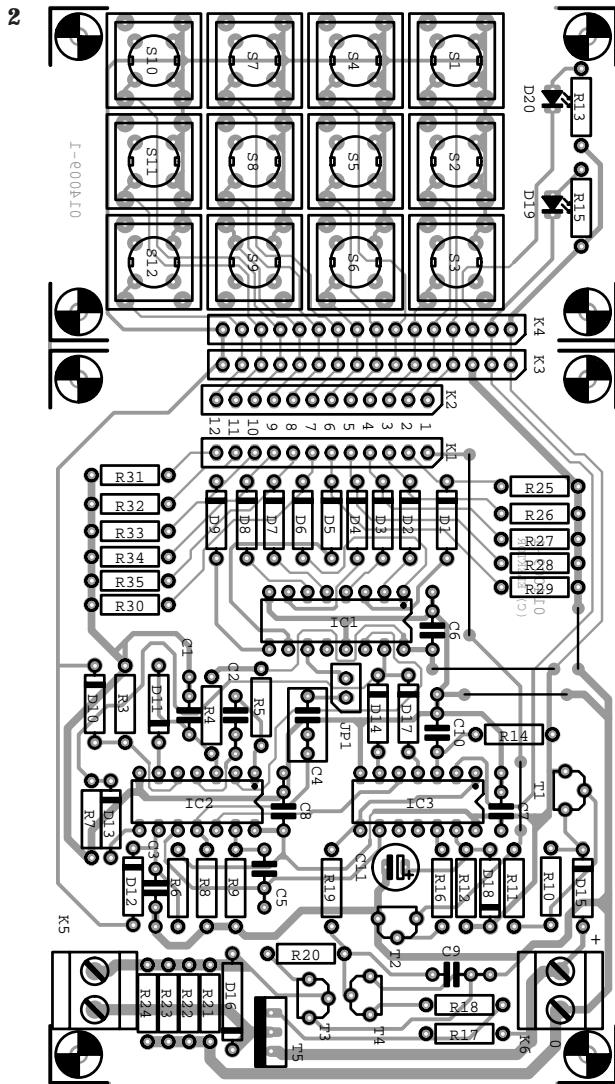 2
S10
S7
S4
S1
D20
R13
S11
S8
S5
S2
D19
R15
010400-1
S12
S9
S6
S3
K4
K3
K2
12
11
10
9
8
7
6
5
4
3
2
1
K1
R31
R32
R33
R34
R35
R30
D9
D8
D7
D6
D5
D4
D3
D2
D1
R25
R26
R27
R28
R29
IC1
C6
C1
C2
D10
R3
D11
R4
R5
C4
JP1
D14
D17
C10
R14
T1
R7
D13
IC2
C8
IC3
C7
D12
C3
R6
R8
R9
C5
R19
C11
+
R16
R12
D18
R11
R10
D15
+
K5
T2
R20
C9
R24
R23
R22
R21
D16
T5
T3
T4
R18
R17
K6
0